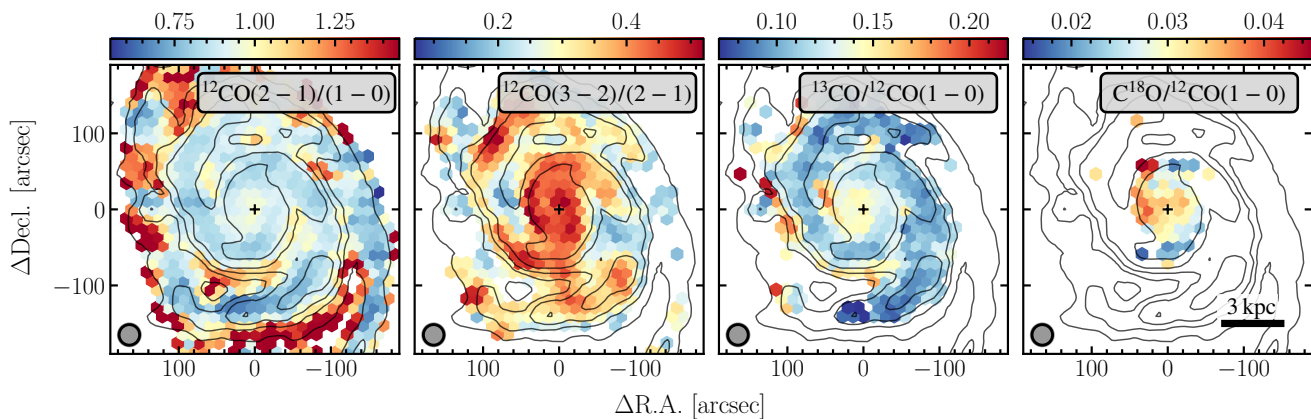 0.75 1.00 1.25 0.2 0.4 0.10 0.15 0.20 0.02 0.03 0.04
¹²CO(2 − 1)/(1 − 0) ¹²CO(3 − 2)/(2 − 1) ¹³CO/¹²CO(1 − 0) C¹⁸O/¹²CO(1 − 0)
ΔDecl. [arcsec]
100
0
−100
3 kpc
100 0 −100 100 0 −100 100 0 −100 100 0 −100
ΔR.A. [arcsec]